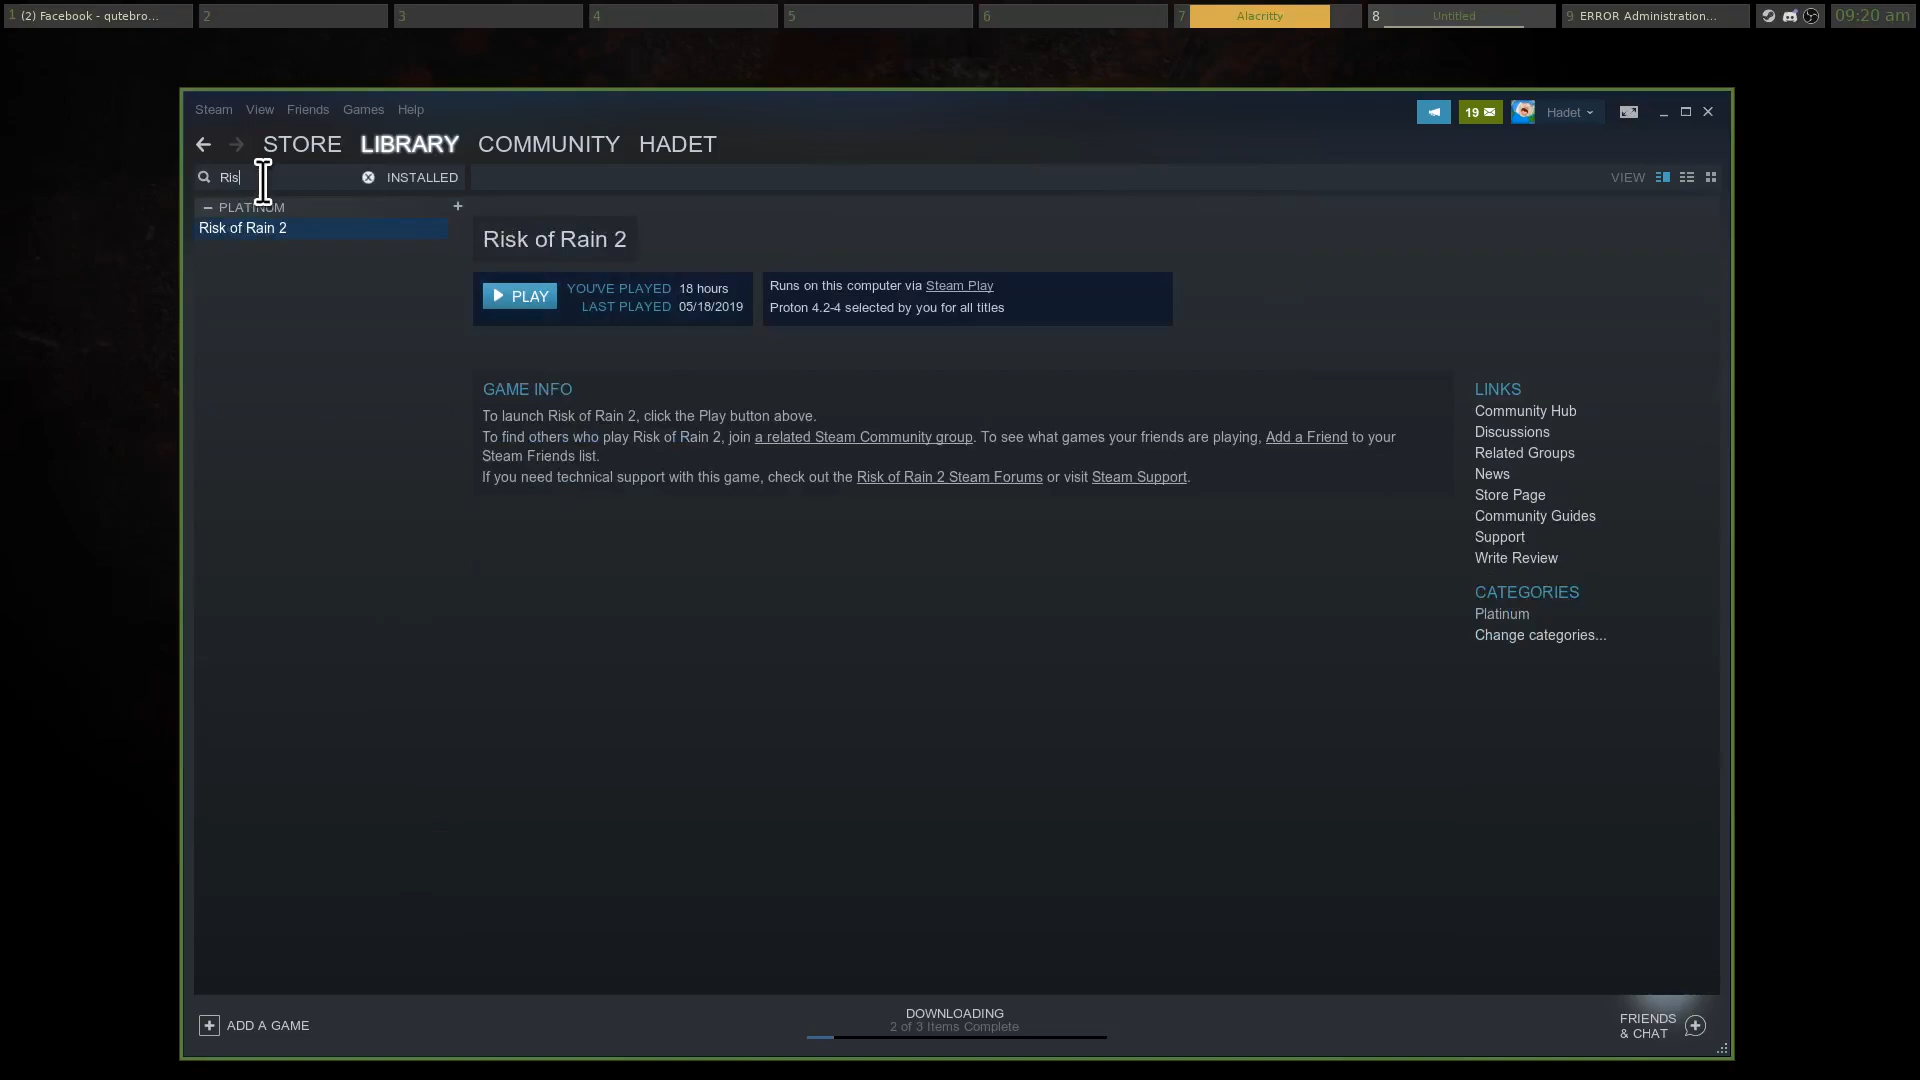 1 (2) Facebook - qutebro...
2
3
4
5
6
7 Alacritty
8 Untitled
9 ERROR Administration...
09:20 am
Steam View Friends Games Help
19 Hadet
STORE LIBRARY COMMUNITY HADET
Ris INSTALLED
VIEW
PLATINUM
Risk of Rain 2
Risk of Rain 2
PLAY
YOU'VE PLAYED 18 hours
LAST PLAYED 05/18/2019
Runs on this computer via Steam Play
Proton 4.2-4 selected by you for all titles
GAME INFO
To launch Risk of Rain 2, click the Play button above.
To find others who play Risk of Rain 2, join a related Steam Community group. To see what games your friends are playing, Add a Friend to your
Steam Friends list.
If you need technical support with this game, check out the Risk of Rain 2 Steam Forums or visit Steam Support.
LINKS
Community Hub
Discussions
Related Groups
News
Store Page
Community Guides
Support
Write Review
CATEGORIES
Platinum
Change categories...
ADD A GAME
DOWNLOADING
2 of 3 Items Complete
FRIENDS
& CHAT